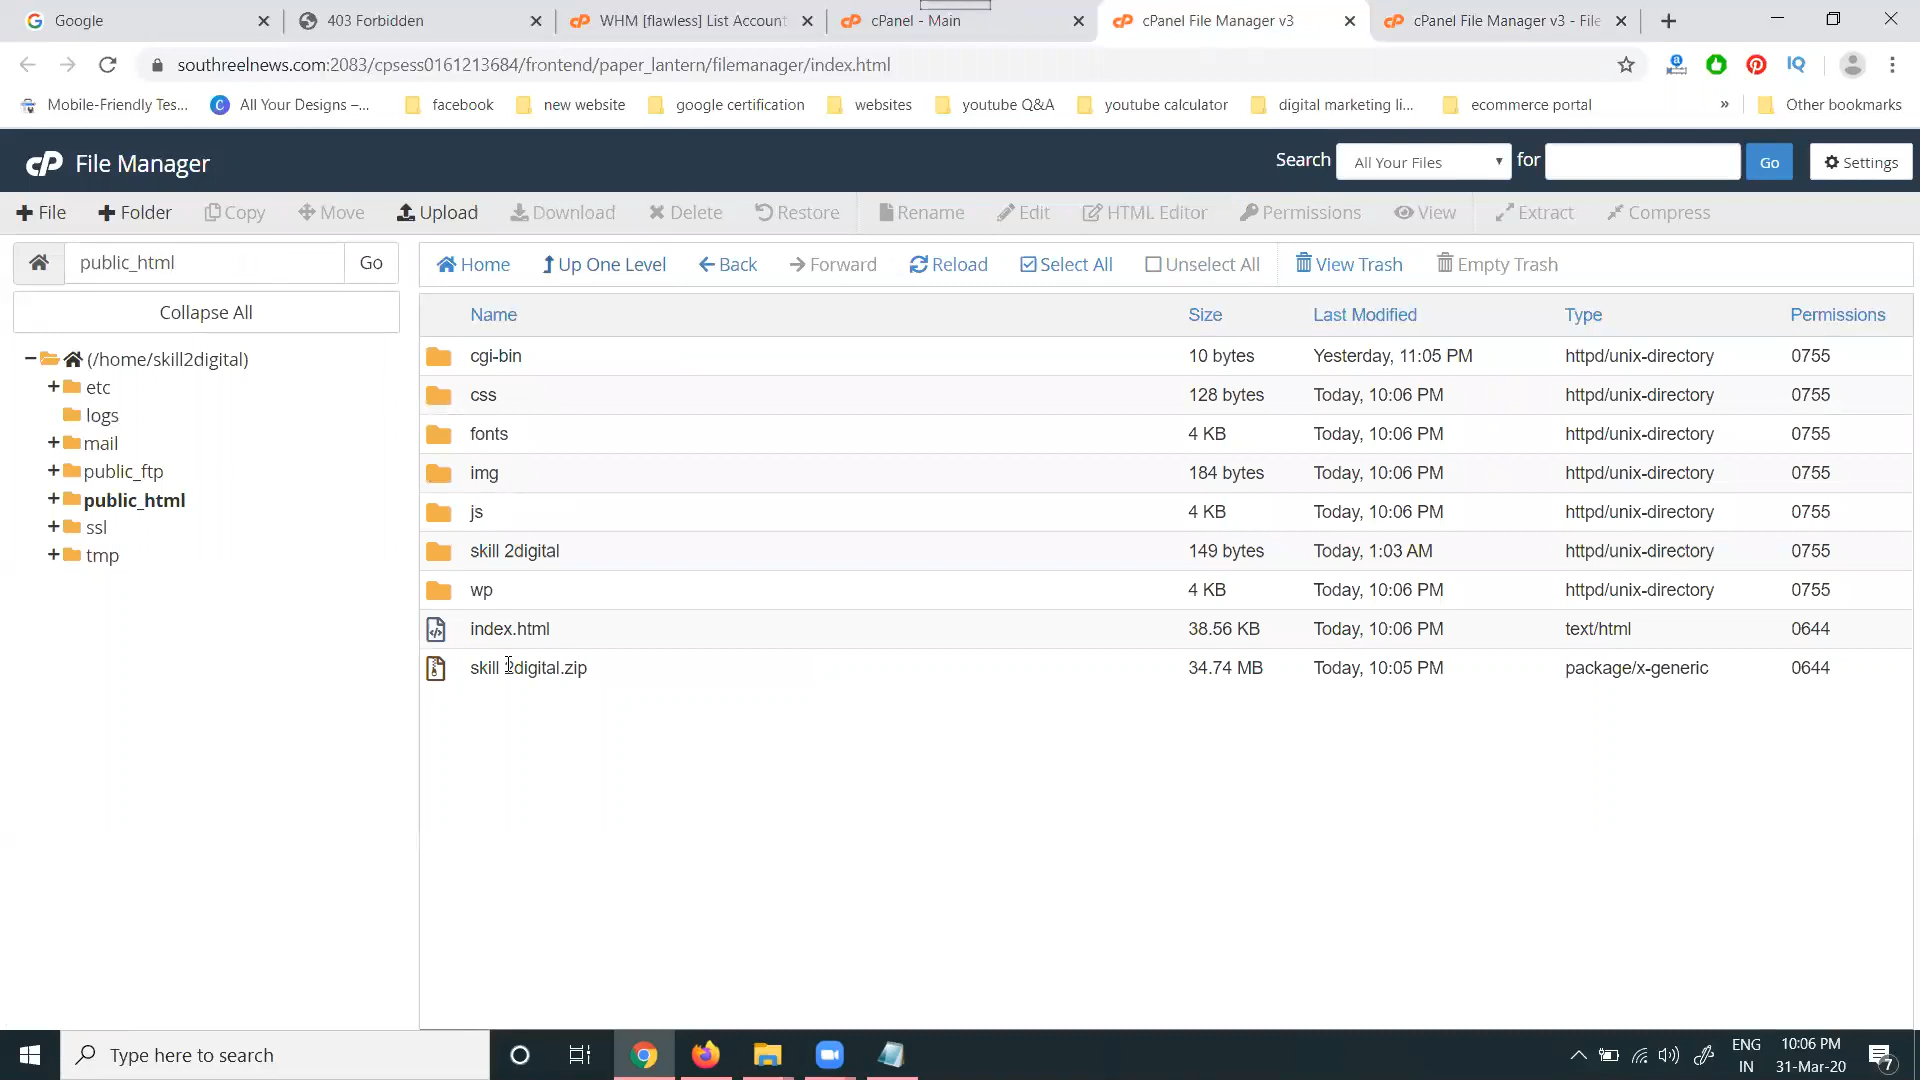 Google
403 Forbidden
WHM [flawless] List Account
cPanel - Main
cPanel File Manager v3
cPanel File Manager v3 - File
southreelnews.com:2083/cpsess0161213684/frontend/paper_lantern/filemanager/index.html
Mobile-Friendly Tes...
All Your Designs –...
facebook
new website
google certification
websites
youtube Q&A
youtube calculator
digital marketing li...
ecommerce portal
»
Other bookmarks
cP File Manager
Search
All Your Files
for
Go
Settings
+ File
+ Folder
Copy
Move
Upload
Download
Delete
Restore
Rename
Edit
HTML Editor
Permissions
View
Extract
Compress
public_html
Go
Home
Up One Level
Back
Forward
Reload
Select All
Unselect All
View Trash
Empty Trash
Collapse All
(/home/skill2digital)
etc
logs
mail
public_ftp
public_html
ssl
tmp
Name Size Last Modified Type Permissions
cgi-bin 10 bytes Yesterday, 11:05 PM httpd/unix-directory 0755
css 128 bytes Today, 10:06 PM httpd/unix-directory 0755
fonts 4 KB Today, 10:06 PM httpd/unix-directory 0755
img 184 bytes Today, 10:06 PM httpd/unix-directory 0755
js 4 KB Today, 10:06 PM httpd/unix-directory 0755
skill 2digital 149 bytes Today, 1:03 AM httpd/unix-directory 0755
wp 4 KB Today, 10:06 PM httpd/unix-directory 0755
index.html 38.56 KB Today, 10:06 PM text/html 0644
skill 2digital.zip 34.74 MB Today, 10:05 PM package/x-generic 0644
Type here to search
ENG
IN
10:06 PM
31-Mar-20
7